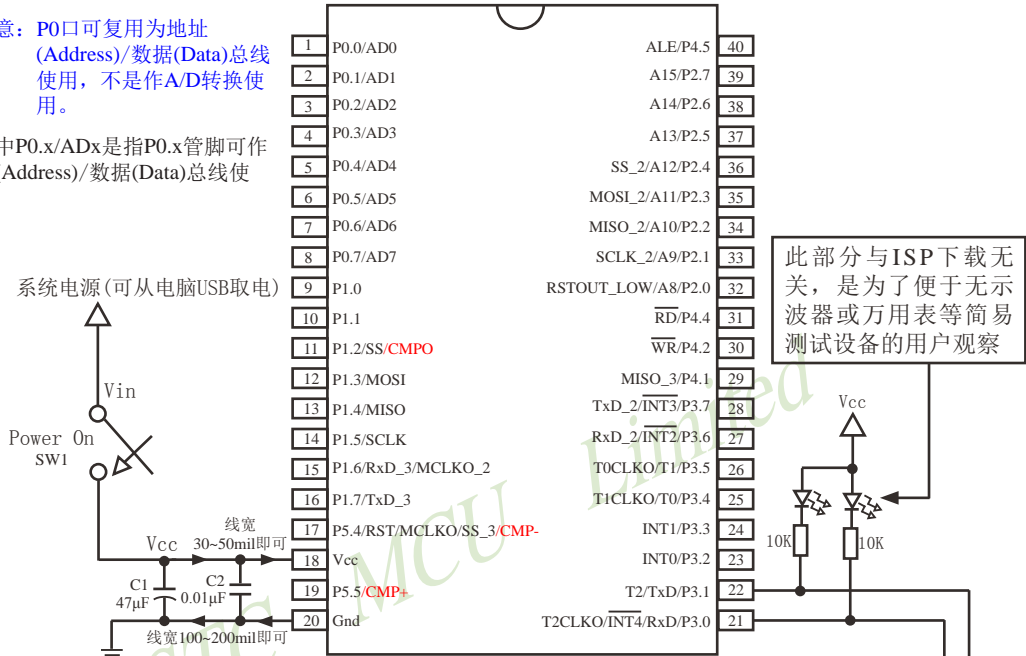 意：P0口可复用为地址
(Address)/数据(Data)总线
使用，不是作A/D转换使
用。
中P0.x/ADx是指P0.x管脚可作
(Address)/数据(Data)总线使
系统电源(可从电脑USB取电)
Vin
Power On
SW1
Vcc
线宽
30~50mil即可
C1
47μF
C2
0.01μF
线宽100~200mil即可
1 P0.0/AD0
2 P0.1/AD1
3 P0.2/AD2
4 P0.3/AD3
5 P0.4/AD4
6 P0.5/AD5
7 P0.6/AD6
8 P0.7/AD7
9 P1.0
10 P1.1
11 P1.2/SS/CMPO
12 P1.3/MOSI
13 P1.4/MISO
14 P1.5/SCLK
15 P1.6/RxD_3/MCLKO_2
16 P1.7/TxD_3
17 P5.4/RST/MCLKO/SS_3/CMP-
18 Vcc
19 P5.5/CMP+
20 Gnd
ALE/P4.5 40
A15/P2.7 39
A14/P2.6 38
A13/P2.5 37
SS_2/A12/P2.4 36
MOSI_2/A11/P2.3 35
MISO_2/A10/P2.2 34
SCLK_2/A9/P2.1 33
RSTOUT_LOW/A8/P2.0 32
RD/P4.4 31
WR/P4.2 30
MISO_3/P4.1 29
TxD_2/INT3/P3.7 28
RxD_2/INT2/P3.6 27
T0CLKO/T1/P3.5 26
T1CLKO/T0/P3.4 25
INT1/P3.3 24
INT0/P3.2 23
T2/TxD/P3.1 22
T2CLKO/INT4/RxD/P3.0 21
此部分与ISP下载无
关，是为了便于无示
波器或万用表等简易
测试设备的用户观察
Vcc
10K
10K
STC MCU Limited